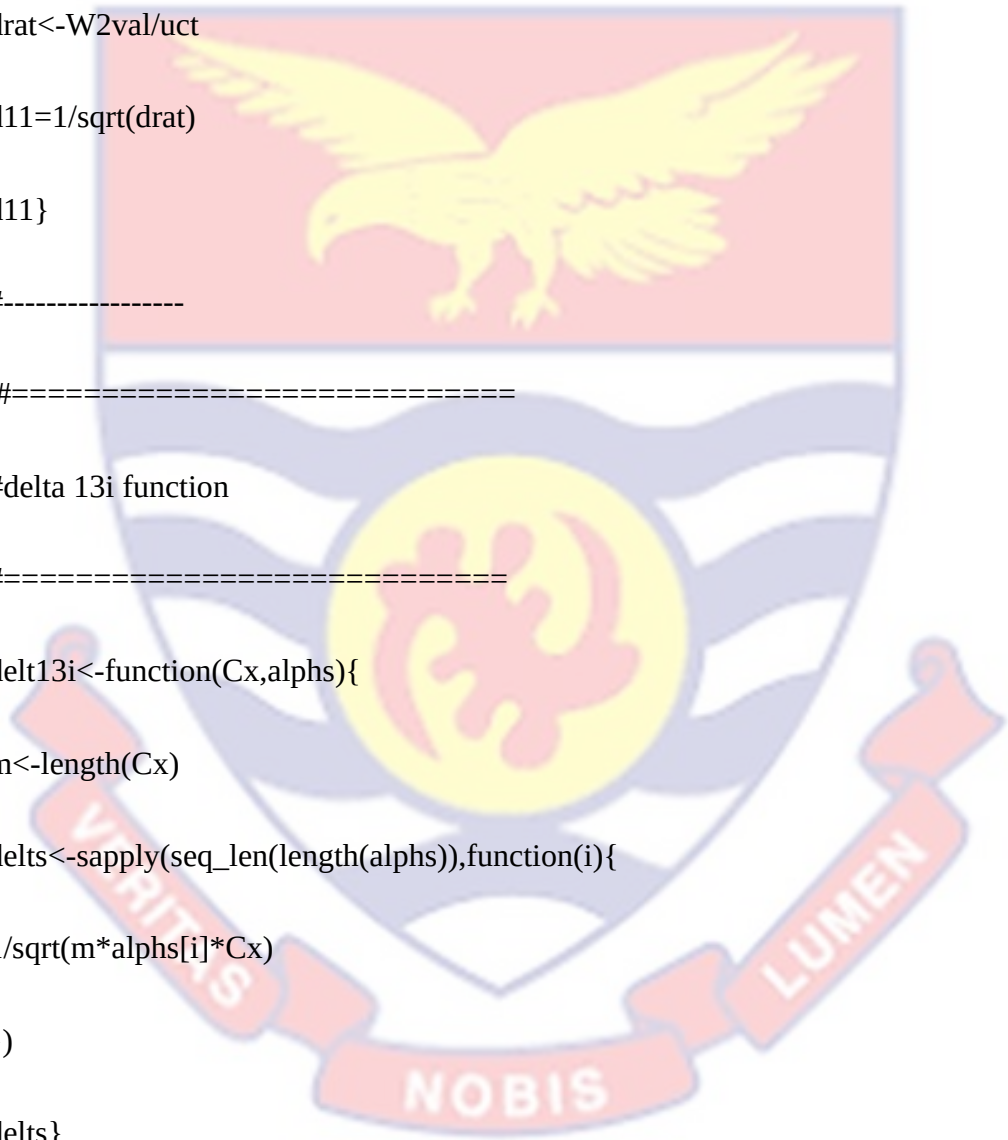 drat<-W2val/uct
d11=1/sqrt(drat)
d11}
#-----------------
#============================
#delta 13i function
#============================
delt13i<-function(Cx,alphs){
m<-length(Cx)
delts<-sapply(seq_len(length(alphs)),function(i){
1/sqrt(m*alphs[i]*Cx)
})
delts}
VERITAS
NOBIS
LUMEN